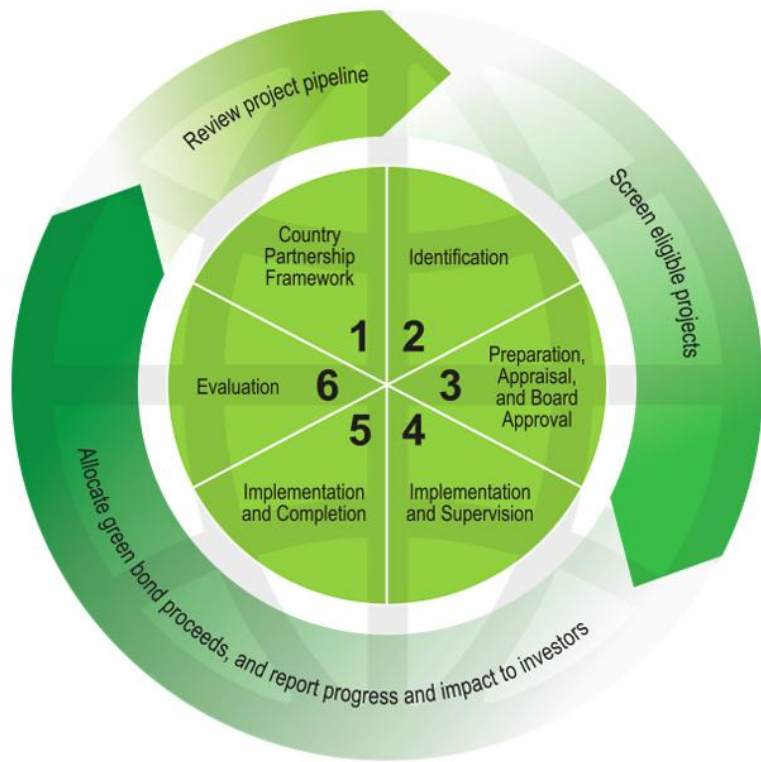 Review project pipeline
Screen eligible projects
Allocate green bond proceeds, and report progress and impact to investors
Country
Partnership
Framework
1
Identification
2
Preparation,
Appraisal,
and Board
Approval
3
Implementation
and Supervision
4
Implementation
and Completion
5
Evaluation
6